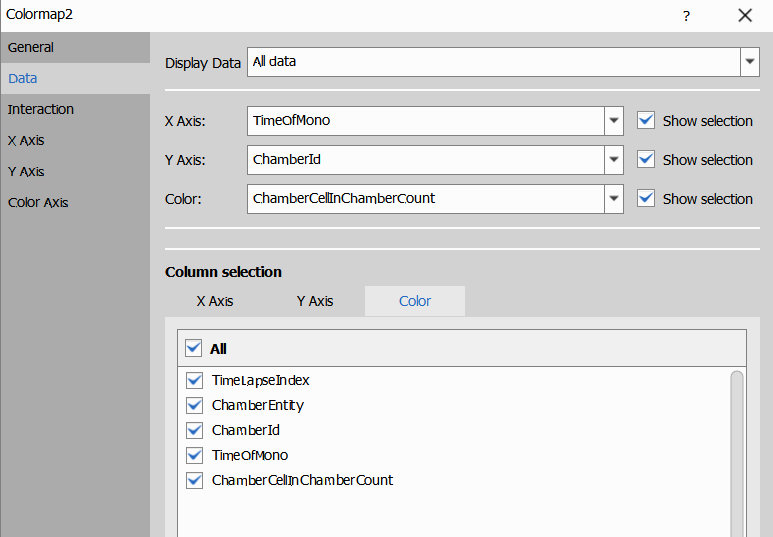 Colormap2 ?
General
Data
Interaction
X Axis
Y Axis
Color Axis
Display Data All data
X Axis: TimeOfMono Show selection
Y Axis: ChamberId Show selection
Color: ChamberCellInChamberCount Show selection
Column selection
X Axis Y Axis Color
All
TimeLapseIndex
ChamberEntity
ChamberId
TimeOfMono
ChamberCellInChamberCount